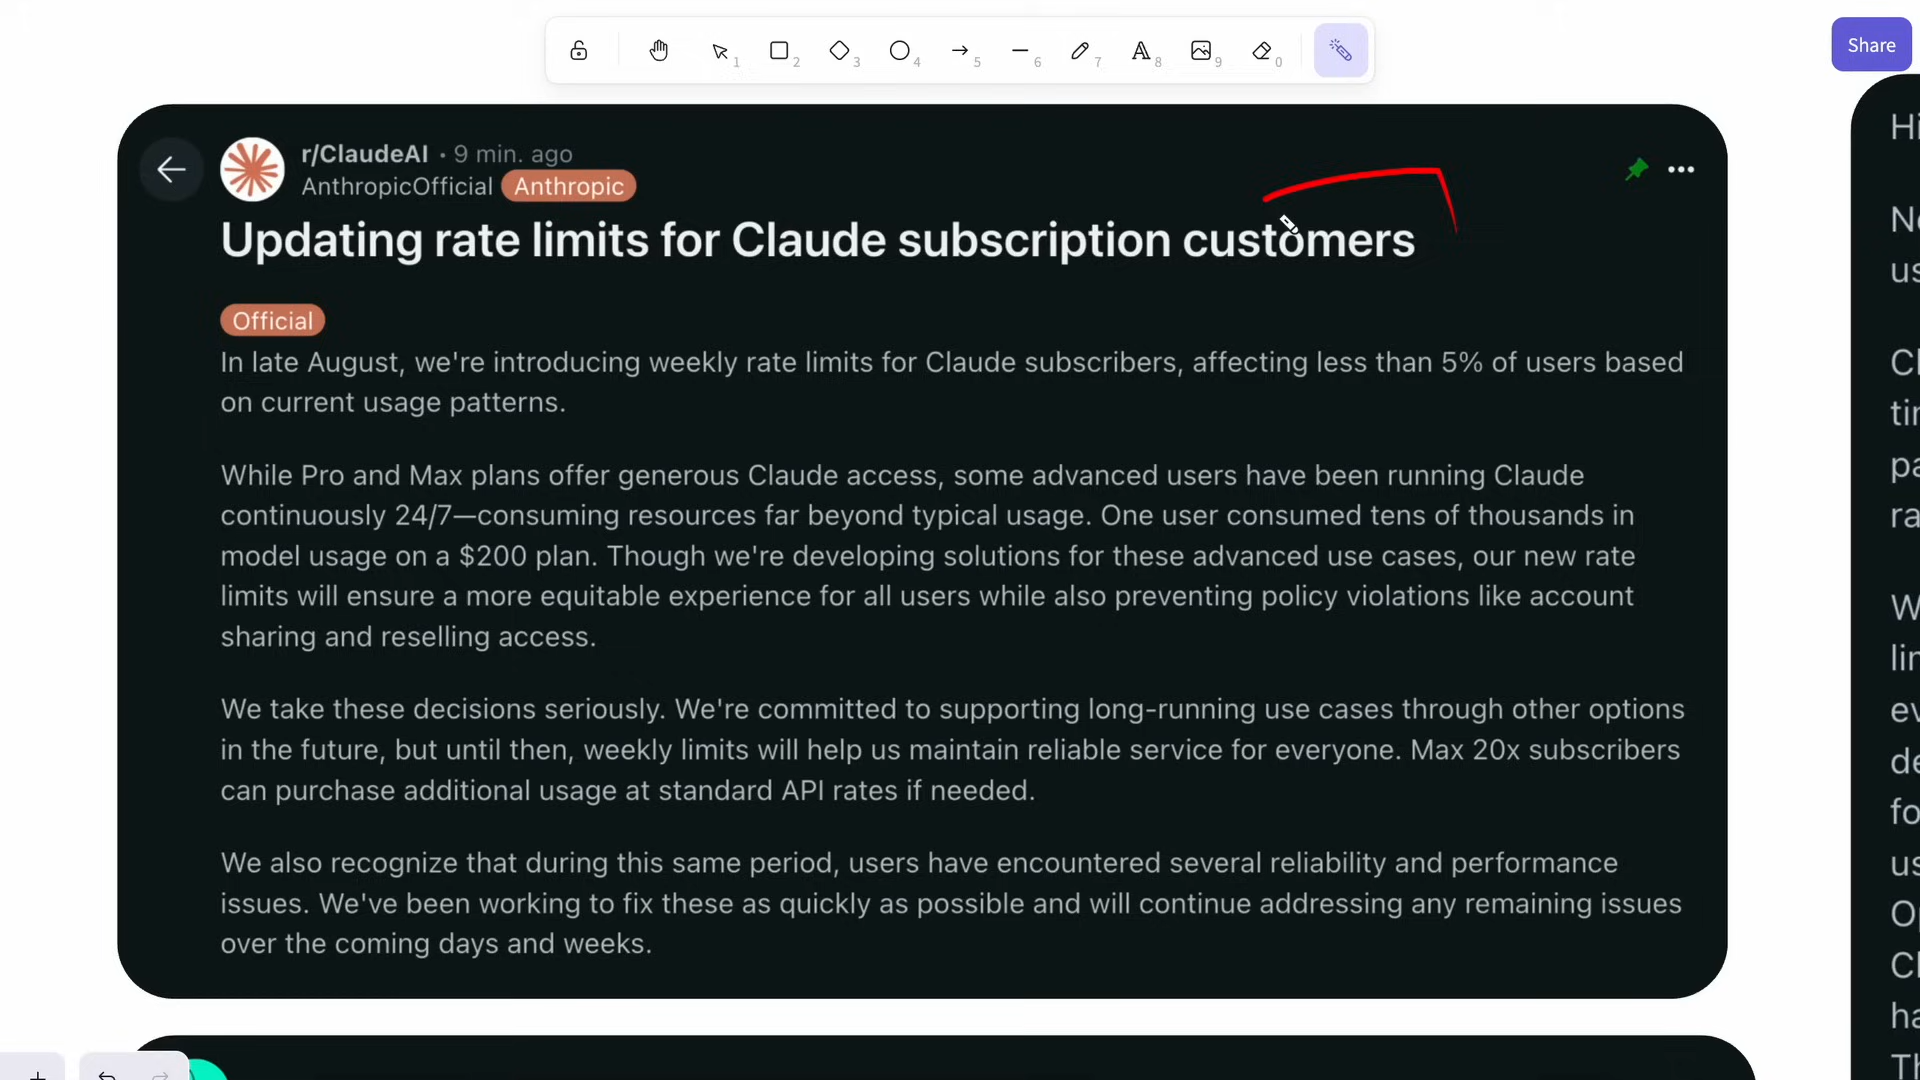 1 2 3 4 5 6 7 8 9 0
Share
r/ClaudeAI • 9 min. ago
AnthropicOfficial Anthropic
Updating rate limits for Claude subscription customers
Official
In late August, we're introducing weekly rate limits for Claude subscribers, affecting less than 5% of users based
on current usage patterns.
While Pro and Max plans offer generous Claude access, some advanced users have been running Claude
continuously 24/7—consuming resources far beyond typical usage. One user consumed tens of thousands in
model usage on a $200 plan. Though we're developing solutions for these advanced use cases, our new rate
limits will ensure a more equitable experience for all users while also preventing policy violations like account
sharing and reselling access.
We take these decisions seriously. We're committed to supporting long-running use cases through other options
in the future, but until then, weekly limits will help us maintain reliable service for everyone. Max 20x subscribers
can purchase additional usage at standard API rates if needed.
We also recognize that during this same period, users have encountered several reliability and performance
issues. We've been working to fix these as quickly as possible and will continue addressing any remaining issues
over the coming days and weeks.